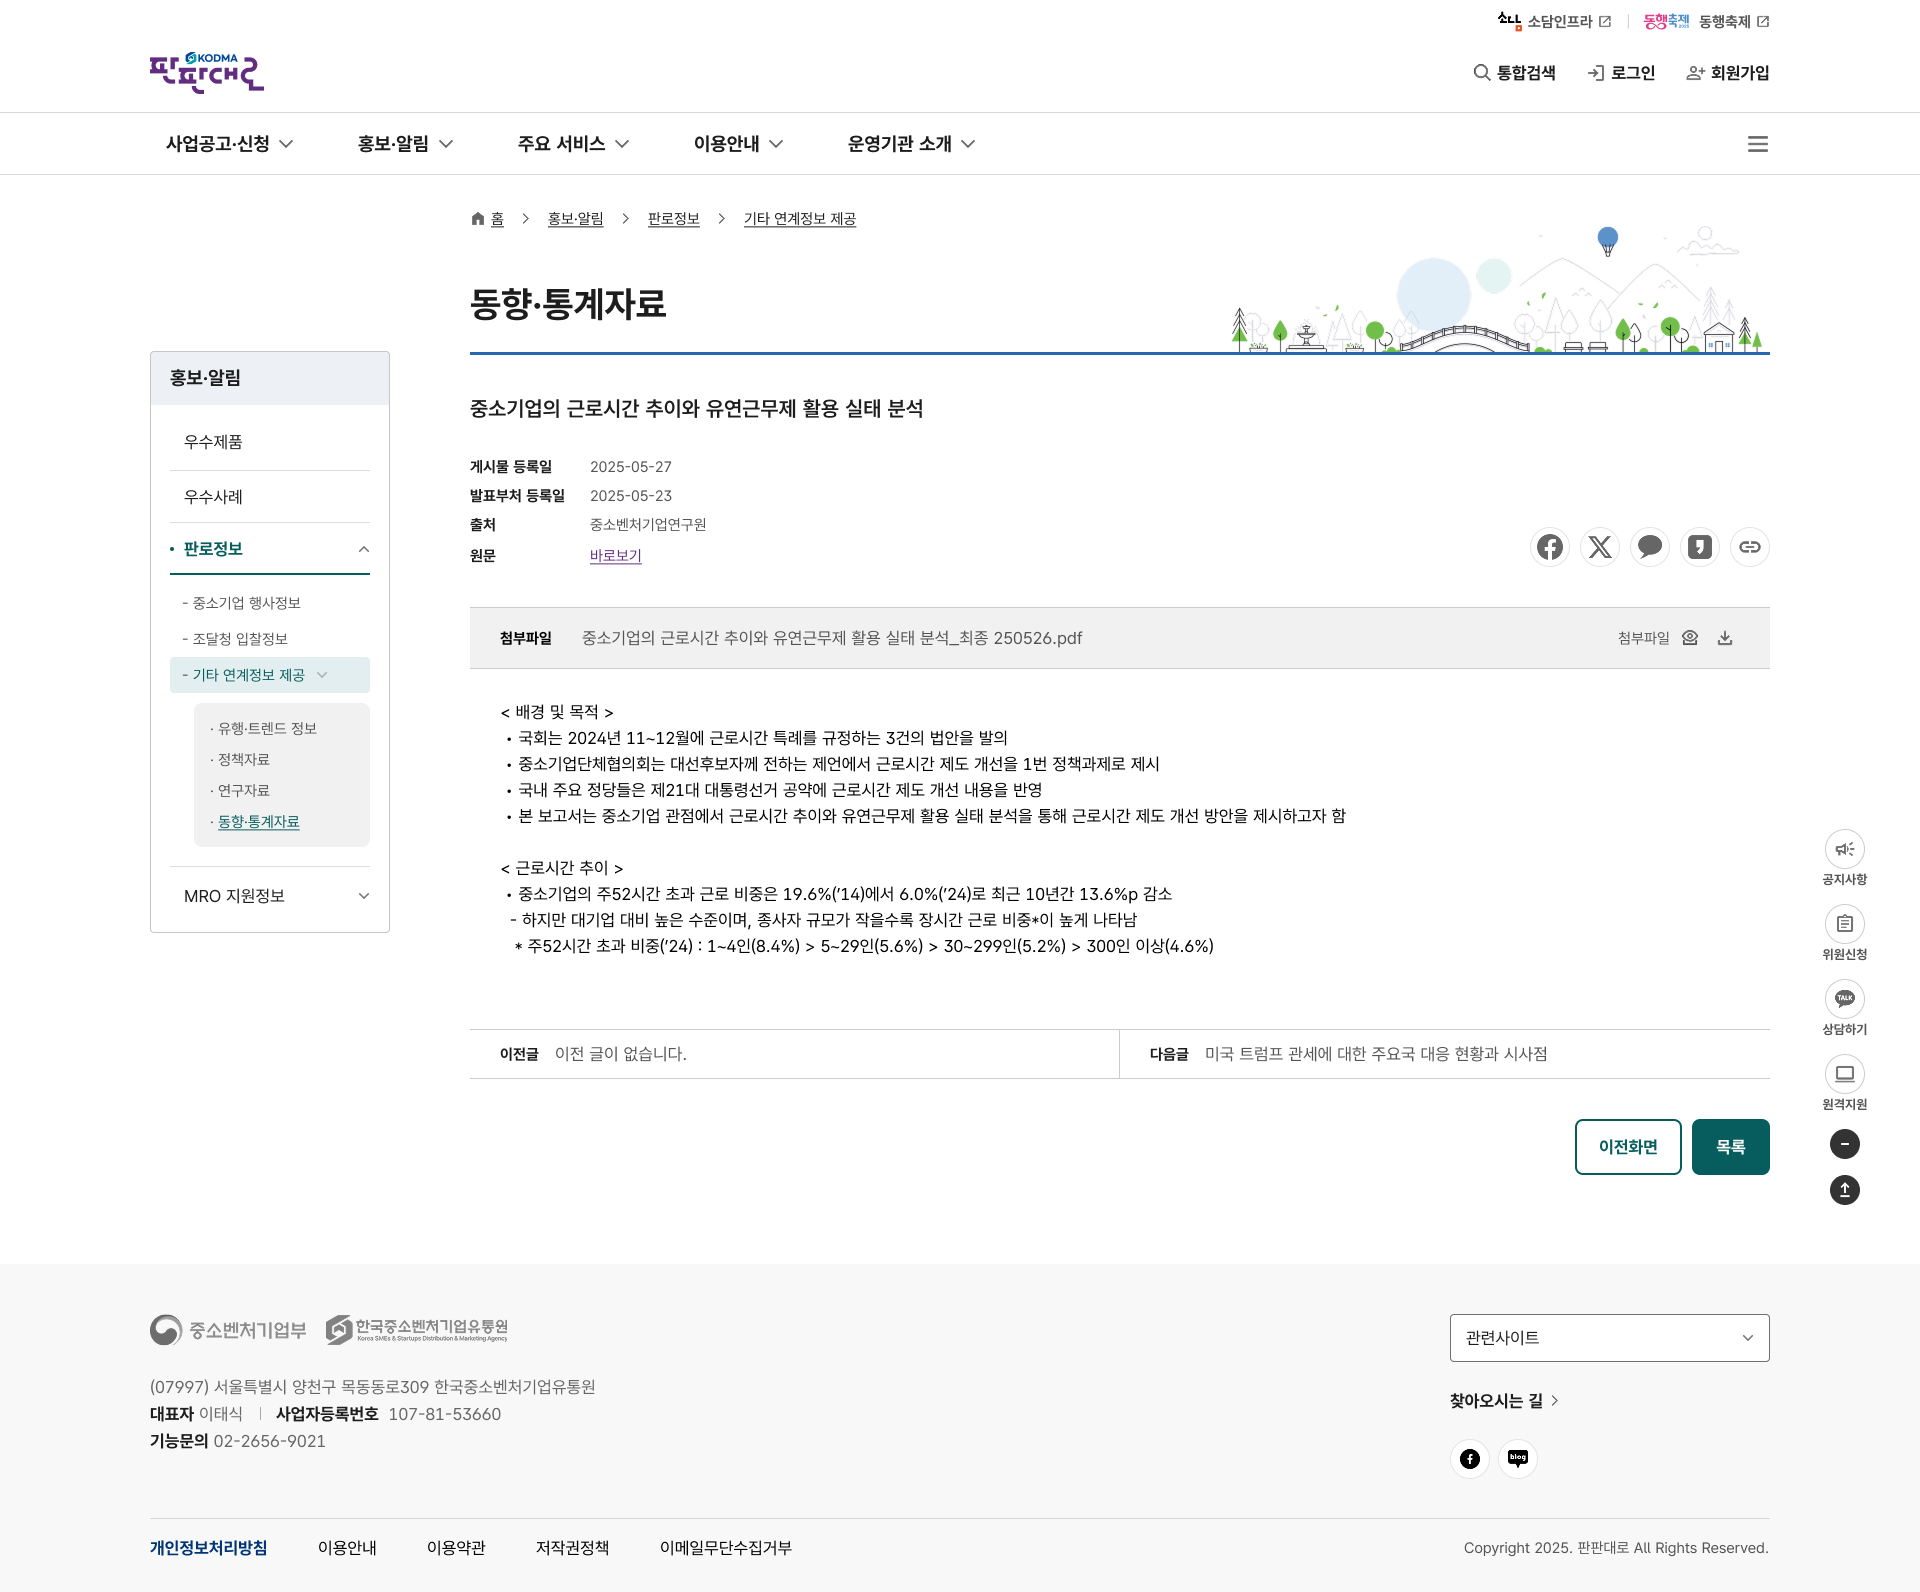 소담 소담인프라
동행축제 2025 동행축제
KODMA
판판대로
통합검색
로그인
회원가입
사업공고·신청
홍보·알림
주요 서비스
이용안내
운영기관 소개
홈 > 홍보·알림 > 판로정보 > 기타 연계정보 제공
동향·통계자료
홍보·알림
우수제품
우수사례
판로정보
- 중소기업 행사정보
- 조달청 입찰정보
- 기타 연계정보 제공
· 유행·트렌드 정보
· 정책자료
· 연구자료
· 동향·통계자료
MRO 지원정보
중소기업의 근로시간 추이와 유연근무제 활용 실태 분석
게시물 등록일 2025-05-27
발표부처 등록일 2025-05-23
출처 중소벤처기업연구원
원문 바로보기
첨부파일 중소기업의 근로시간 추이와 유연근무제 활용 실태 분석_최종 250526.pdf 첨부파일
< 배경 및 목적 >
• 국회는 2024년 11~12월에 근로시간 특례를 규정하는 3건의 법안을 발의
• 중소기업단체협의회는 대선후보자께 전하는 제언에서 근로시간 제도 개선을 1번 정책과제로 제시
• 국내 주요 정당들은 제21대 대통령선거 공약에 근로시간 제도 개선 내용을 반영
• 본 보고서는 중소기업 관점에서 근로시간 추이와 유연근무제 활용 실태 분석을 통해 근로시간 제도 개선 방안을 제시하고자 함
< 근로시간 추이 >
• 중소기업의 주52시간 초과 근로 비중은 19.6%(’14)에서 6.0%(’24)로 최근 10년간 13.6%p 감소
- 하지만 대기업 대비 높은 수준이며, 종사자 규모가 작을수록 장시간 근로 비중*이 높게 나타남
* 주52시간 초과 비중(’24) : 1~4인(8.4%) > 5~29인(5.6%) > 30~299인(5.2%) > 300인 이상(4.6%)
이전글 이전 글이 없습니다.
다음글 미국 트럼프 관세에 대한 주요국 대응 현황과 시사점
이전화면
목록
공지사항
위원신청
TALK
상담하기
원격지원
중소벤처기업부
한국중소벤처기업유통원
Korea SMEs & Startups Distribution & Marketing Agency
(07997) 서울특별시 양천구 목동동로309 한국중소벤처기업유통원
대표자 이태식 | 사업자등록번호 107-81-53660
기능문의 02-2656-9021
관련사이트
찾아오시는 길
blog
개인정보처리방침
이용안내
이용약관
저작권정책
이메일무단수집거부
Copyright 2025. 판판대로 All Rights Reserved.